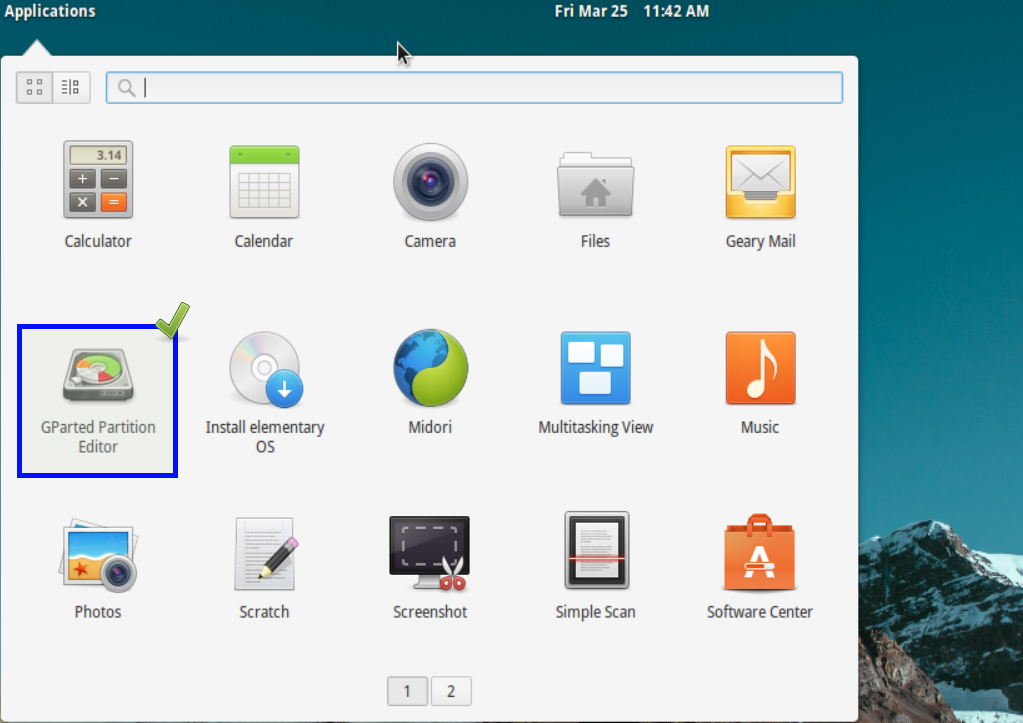 Applications
Fri Mar 25 11:42 AM
3.14
Calculator
Calendar
Camera
Files
Geary Mail
GParted Partition
Editor
Install elementary
OS
Midori
Multitasking View
Music
Photos
Scratch
Screenshot
Simple Scan
Software Center
1
2